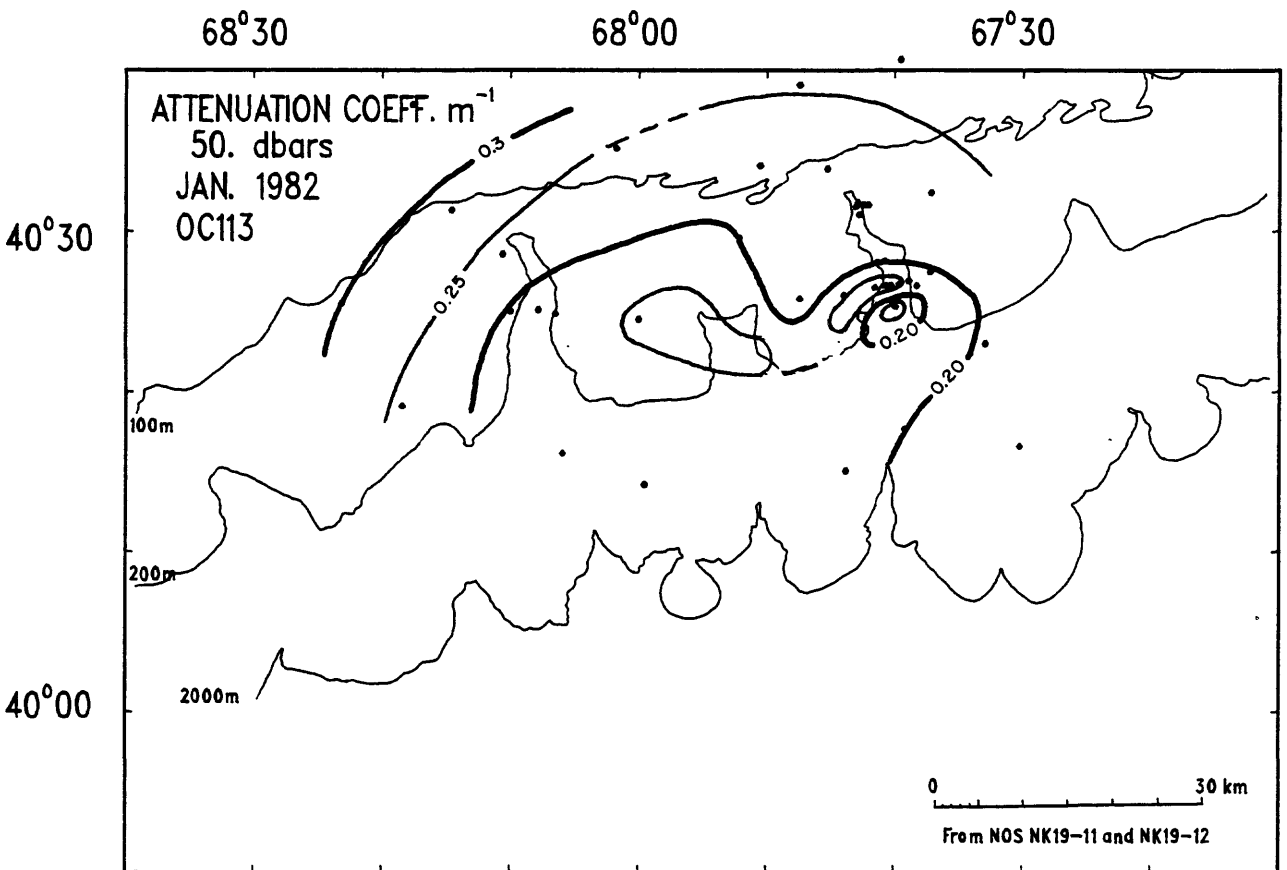 68°30 68°00 67°30
ATTENUATION COEFF. m⁻¹
50. dbars
JAN. 1982
OC113
0.3
40°30
0.25
0.20
0.20
100m
200m
2000m
40°00
0 30 km
From NOS NK19-11 and NK19-12